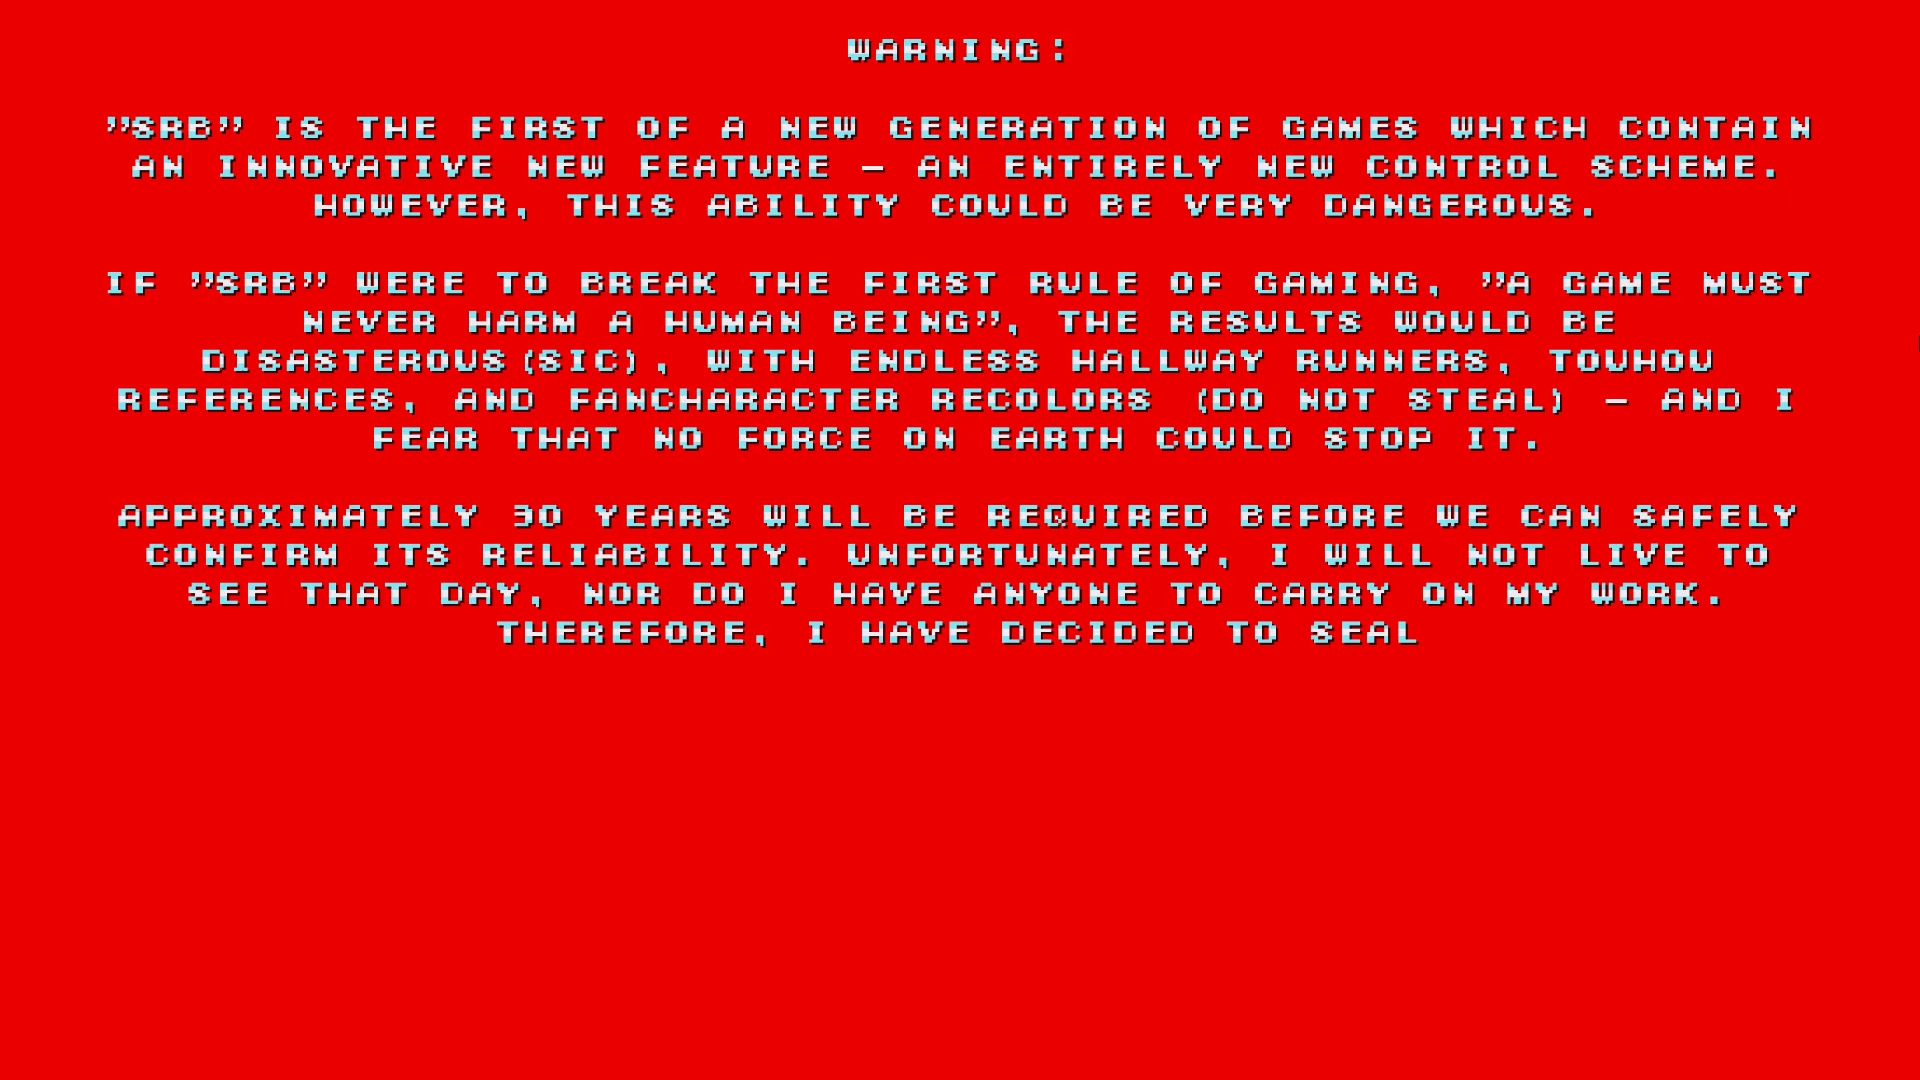 WARNING:
"SRB" IS THE FIRST OF A NEW GENERATION OF GAMES WHICH CONTAIN
AN INNOVATIVE NEW FEATURE – AN ENTIRELY NEW CONTROL SCHEME.
HOWEVER, THIS ABILITY COULD BE VERY DANGEROUS.
IF "SRB" WERE TO BREAK THE FIRST RULE OF GAMING, "A GAME MUST
NEVER HARM A HUMAN BEING", THE RESULTS WOULD BE
DISASTEROUS(SIC), WITH ENDLESS HALLWAY RUNNERS, TOUHOU
REFERENCES, AND FANCHARACTER RECOLORS (DO NOT STEAL) – AND I
FEAR THAT NO FORCE ON EARTH COULD STOP IT.
APPROXIMATELY 30 YEARS WILL BE REQUIRED BEFORE WE CAN SAFELY
CONFIRM ITS RELIABILITY. UNFORTUNATELY, I WILL NOT LIVE TO
SEE THAT DAY, NOR DO I HAVE ANYONE TO CARRY ON MY WORK.
THEREFORE, I HAVE DECIDED TO SEAL